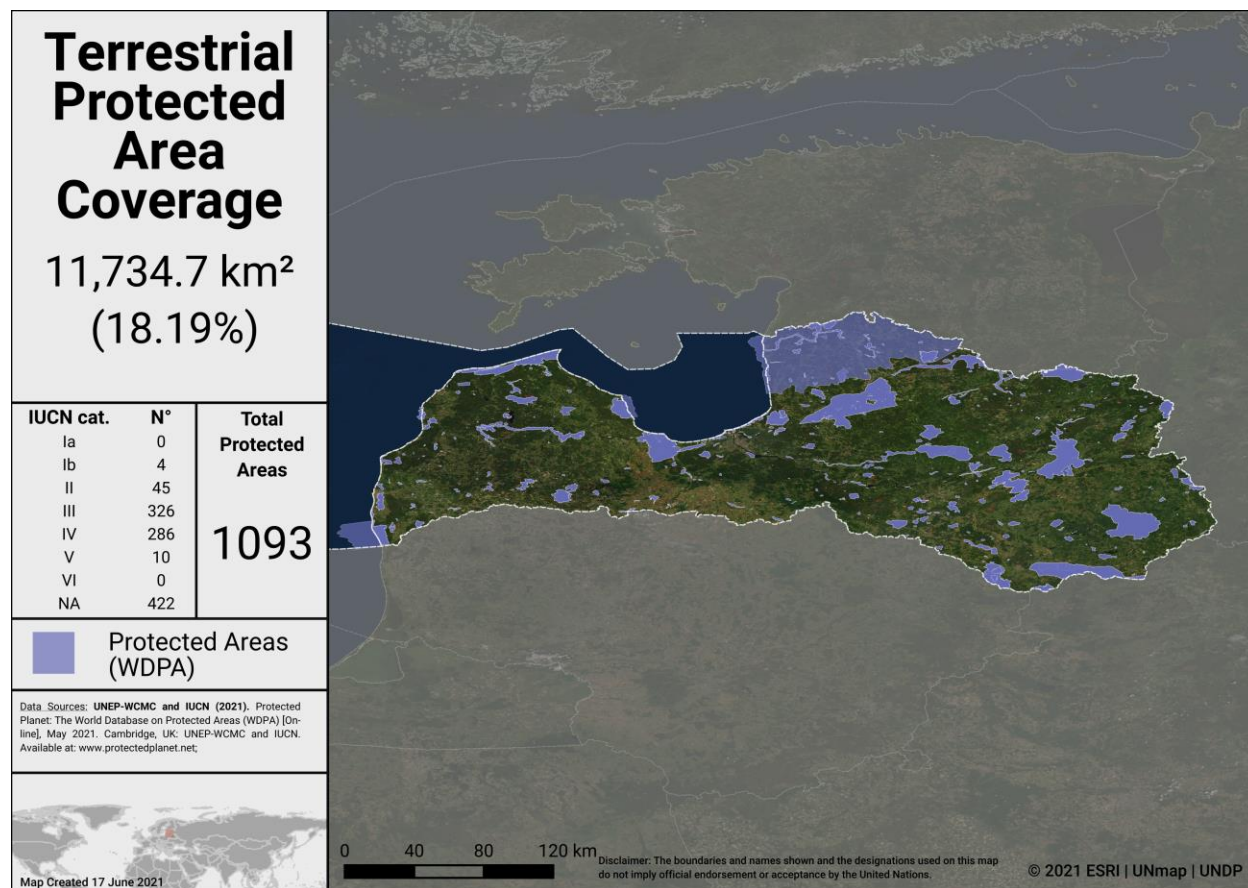 Terrestrial
Protected
Area
Coverage
11,734.7 km²
(18.19%)
IUCN cat. N°
Ia 0
Ib 4
II 45
III 326
IV 286
V 10
VI 0
NA 422
Total
Protected
Areas
1093
Protected Areas
(WDPA)
Data Sources: UNEP-WCMC and IUCN (2021). Protected
Planet: The World Database on Protected Areas (WDPA) [On-
line], May 2021. Cambridge, UK: UNEP-WCMC and IUCN.
Available at: www.protectedplanet.net;
Map Created 17 June 2021
0 40 80 120 km
Disclaimer: The boundaries and names shown and the designations used on this map
do not imply official endorsement or acceptance by the United Nations.
© 2021 ESRI | UNmap | UNDP